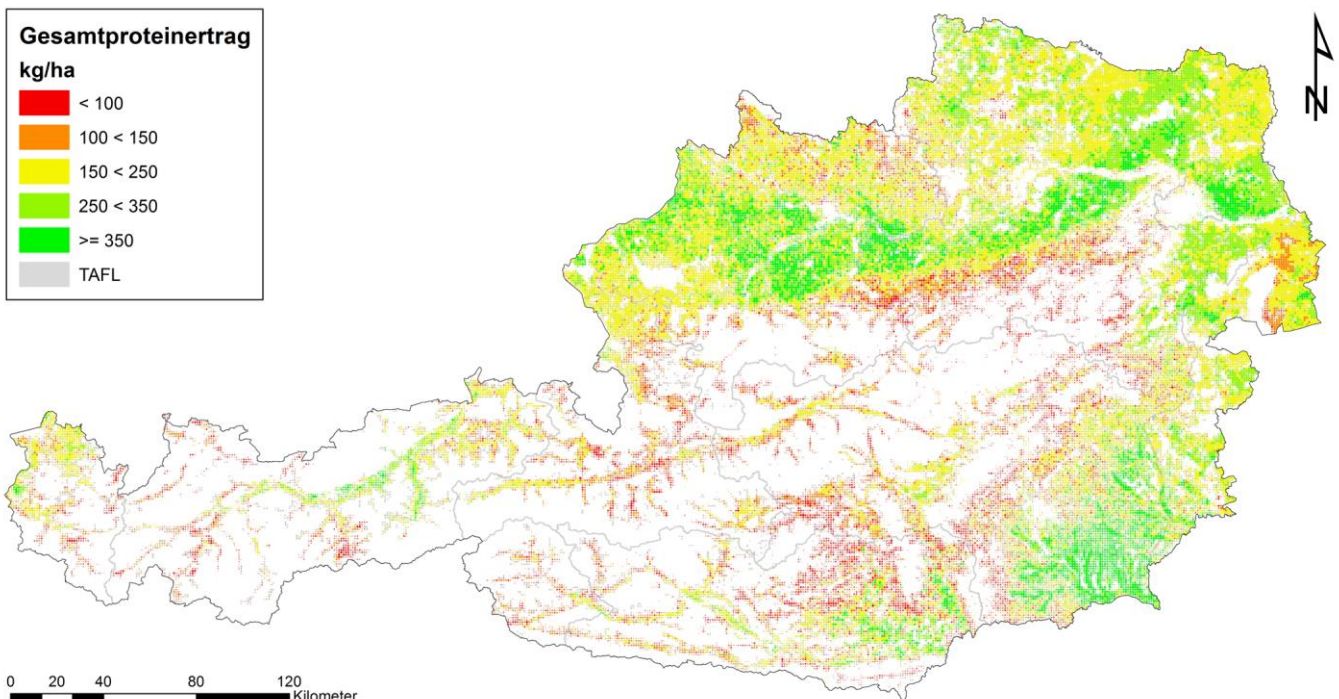 Gesamtproteinertrag
kg/ha
< 100
100 < 150
150 < 250
250 < 350
>= 350
TAFL
N
0 20 40 80 120
Kilometer